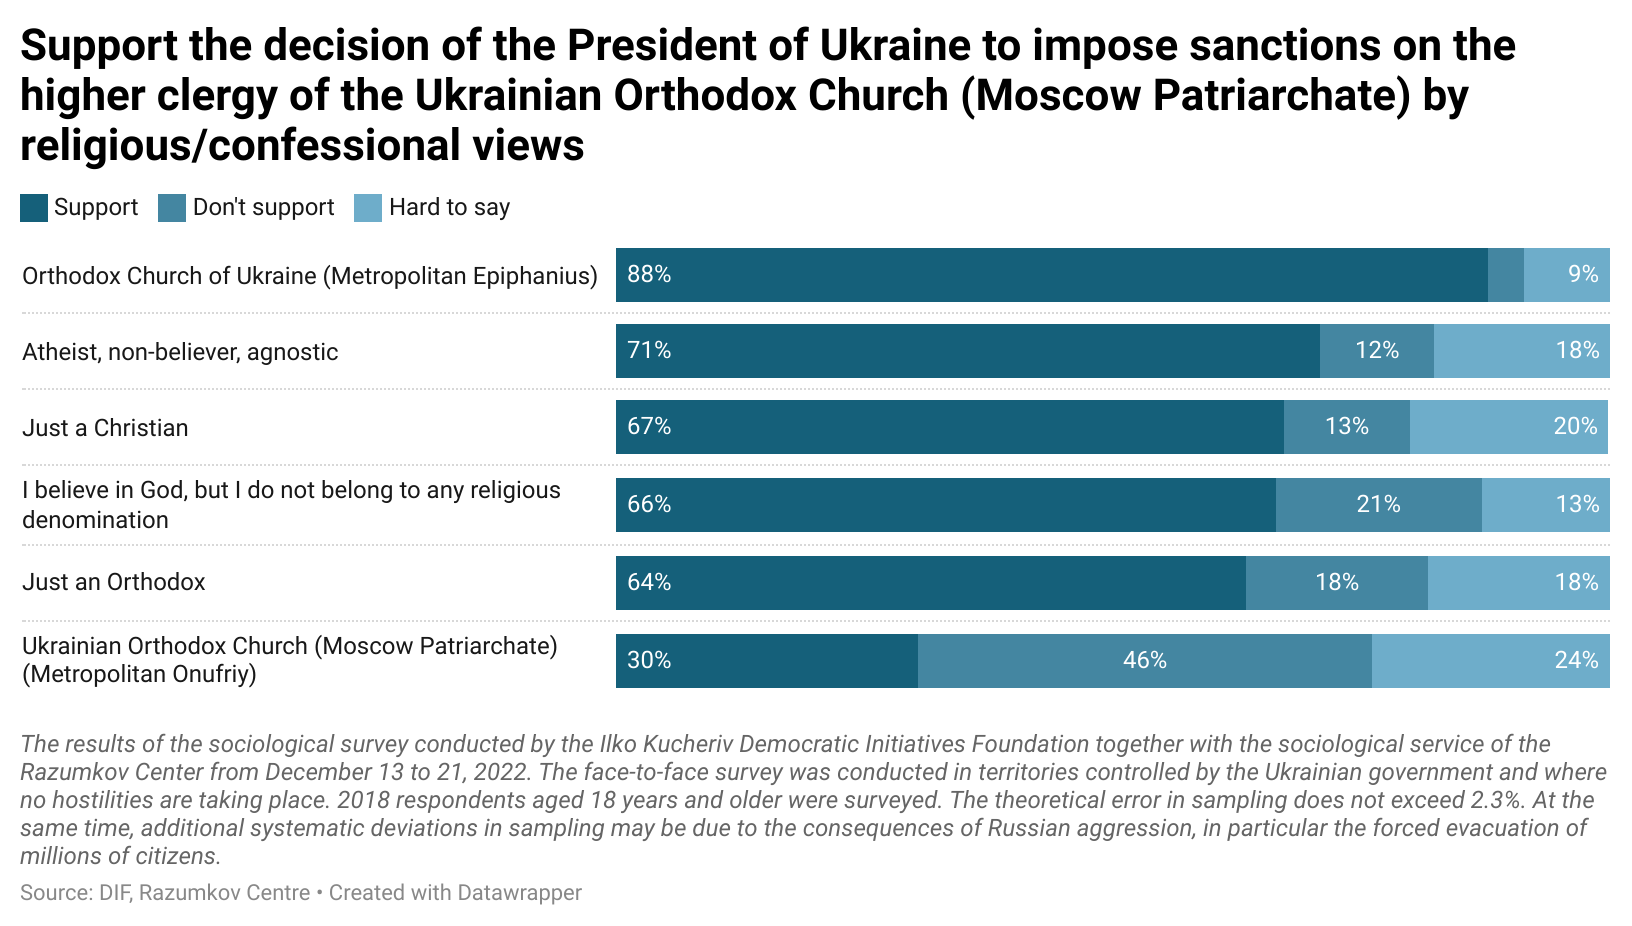 Support the decision of the President of Ukraine to impose sanctions on the
higher clergy of the Ukrainian Orthodox Church (Moscow Patriarchate) by
religious/confessional views
Support Don't support Hard to say
Orthodox Church of Ukraine (Metropolitan Epiphanius) 88% 9%
Atheist, non-believer, agnostic 71% 12% 18%
Just a Christian 67% 13% 20%
I believe in God, but I do not belong to any religious
denomination
66% 21% 13%
Just an Orthodox 64% 18% 18%
Ukrainian Orthodox Church (Moscow Patriarchate)
(Metropolitan Onufriy)
30% 46% 24%
The results of the sociological survey conducted by the Ilko Kucheriv Democratic Initiatives Foundation together with the sociological service of the
Razumkov Center from December 13 to 21, 2022. The face-to-face survey was conducted in territories controlled by the Ukrainian government and where
no hostilities are taking place. 2018 respondents aged 18 years and older were surveyed. The theoretical error in sampling does not exceed 2.3%. At the
same time, additional systematic deviations in sampling may be due to the consequences of Russian aggression, in particular the forced evacuation of
millions of citizens.
Source: DIF, Razumkov Centre • Created with Datawrapper